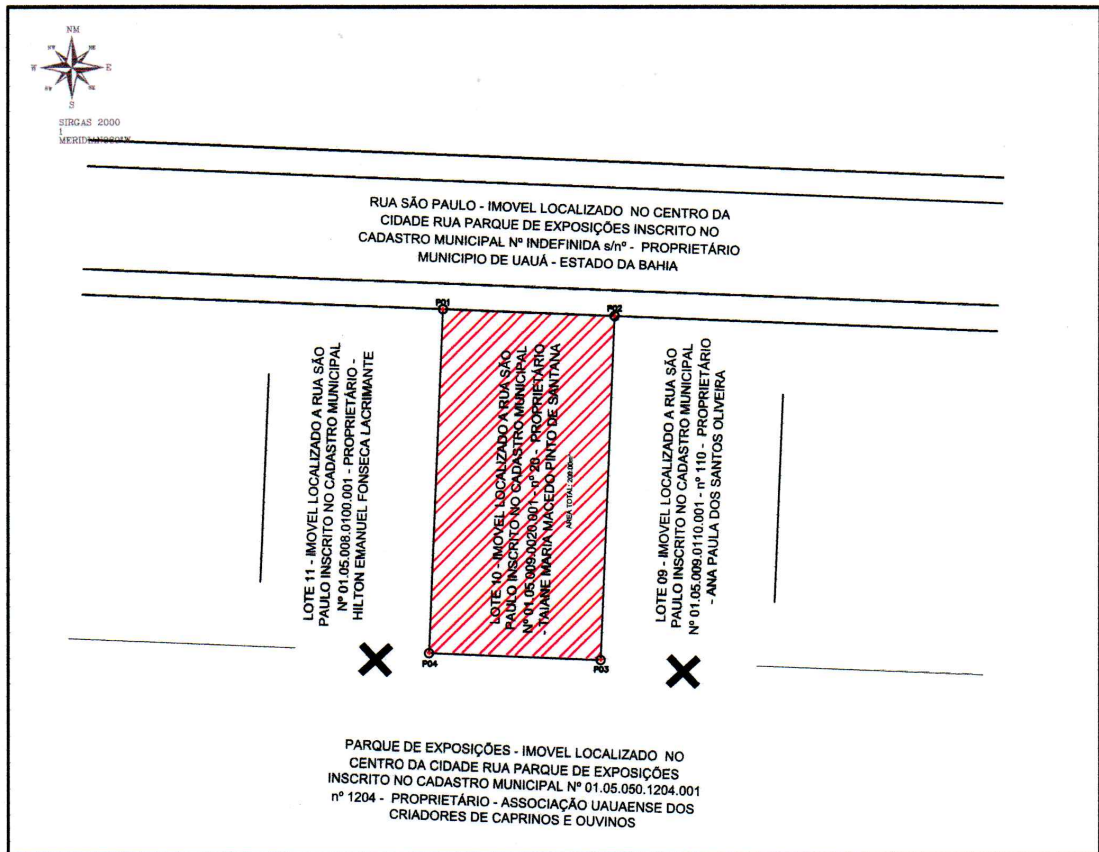 NM
NW
NE
W
E
SW
SE
S
SIRGAS 2000
1
RUA SÃO PAULO - IMOVEL LOCALIZADO NO CENTRO DA
CIDADE RUA PARQUE DE EXPOSIÇÕES INSCRITO NO
CADASTRO MUNICIPAL Nº INDEFINIDA s/nº - PROPRIETÁRIO
MUNICIPIO DE UAUÁ - ESTADO DA BAHIA
P01
P02
LOTE 11 - IMOVEL LOCALIZADO A RUA SÃO
PAULO INSCRITO NO CADASTRO MUNICIPAL
Nº 01.05.008.0100.001 - PROPRIETÁRIO -
HILTON EMANUEL FONSECA LACRIMANTE
LOTE 10 - IMOVEL LOCALIZADO A RUA SÃO
PAULO INSCRITO NO CADASTRO MUNICIPAL
Nº 01.05.009.0020.001 - nº 20 - PROPRIETÁRIO
- TAIANE MARIA MACEDO PINTO DE SANTANA
AREA TOTAL:
LOTE 09 - IMOVEL LOCALIZADO A RUA SÃO
PAULO INSCRITO NO CADASTRO MUNICIPAL
Nº 01.05.009.0110.001 - nº 110 - PROPRIETÁRIO
- ANA PAULA DOS SANTOS OLIVEIRA
P04
P03
PARQUE DE EXPOSIÇÕES - IMOVEL LOCALIZADO NO
CENTRO DA CIDADE RUA PARQUE DE EXPOSIÇÕES
INSCRITO NO CADASTRO MUNICIPAL Nº 01.05.050.1204.001
nº 1204 - PROPRIETÁRIO - ASSOCIAÇÃO UAUAENSE DOS
CRIADORES DE CAPRINOS E OUVINOS